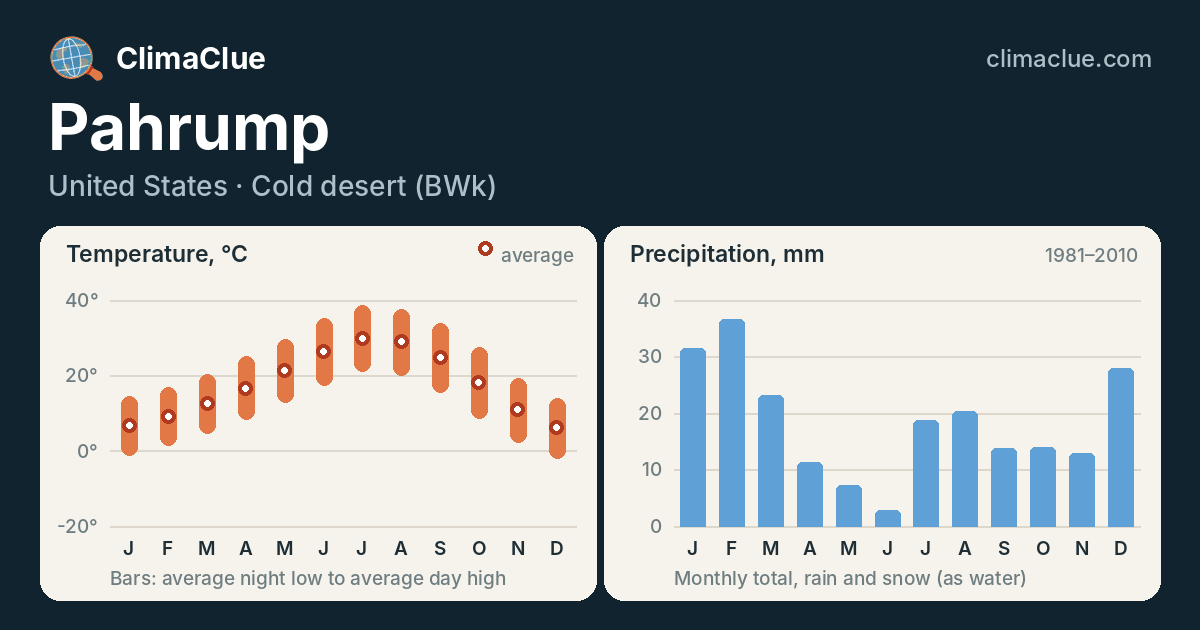 ClimaClue
climaclue.com
Pahrump
United States · Cold desert (BWk)
Temperature, °C
average
40°
20°
0°
-20°
J F M A M J J A S O N D
Bars: average night low to average day high
Precipitation, mm
1981–2010
40
30
20
10
0
J F M A M J J A S O N D
Monthly total, rain and snow (as water)